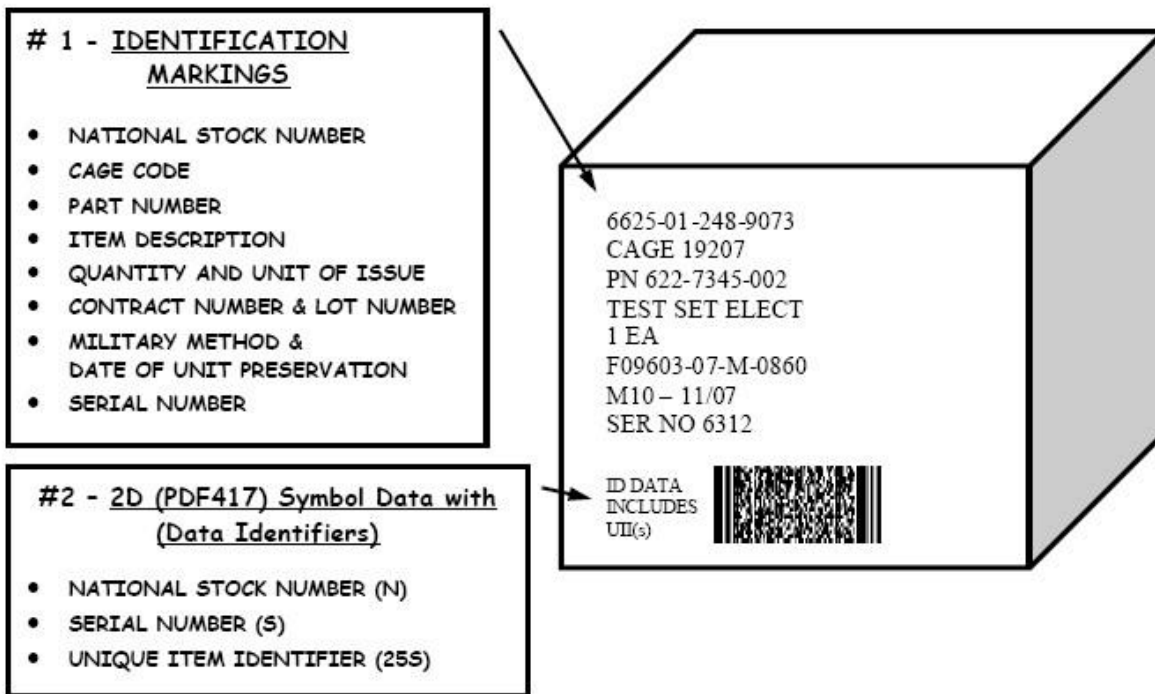 # 1 - IDENTIFICATION
MARKINGS
• NATIONAL STOCK NUMBER
• CAGE CODE
• PART NUMBER
• ITEM DESCRIPTION
• QUANTITY AND UNIT OF ISSUE
• CONTRACT NUMBER & LOT NUMBER
• MILITARY METHOD &
DATE OF UNIT PRESERVATION
• SERIAL NUMBER
#2 - 2D (PDF417) Symbol Data with
(Data Identifiers)
• NATIONAL STOCK NUMBER (N)
• SERIAL NUMBER (S)
• UNIQUE ITEM IDENTIFIER (25S)
6625-01-248-9073
CAGE 19207
PN 622-7345-002
TEST SET ELECT
1 EA
F09603-07-M-0860
M10 – 11/07
SER NO 6312
ID DATA
INCLUDES
UII(s)